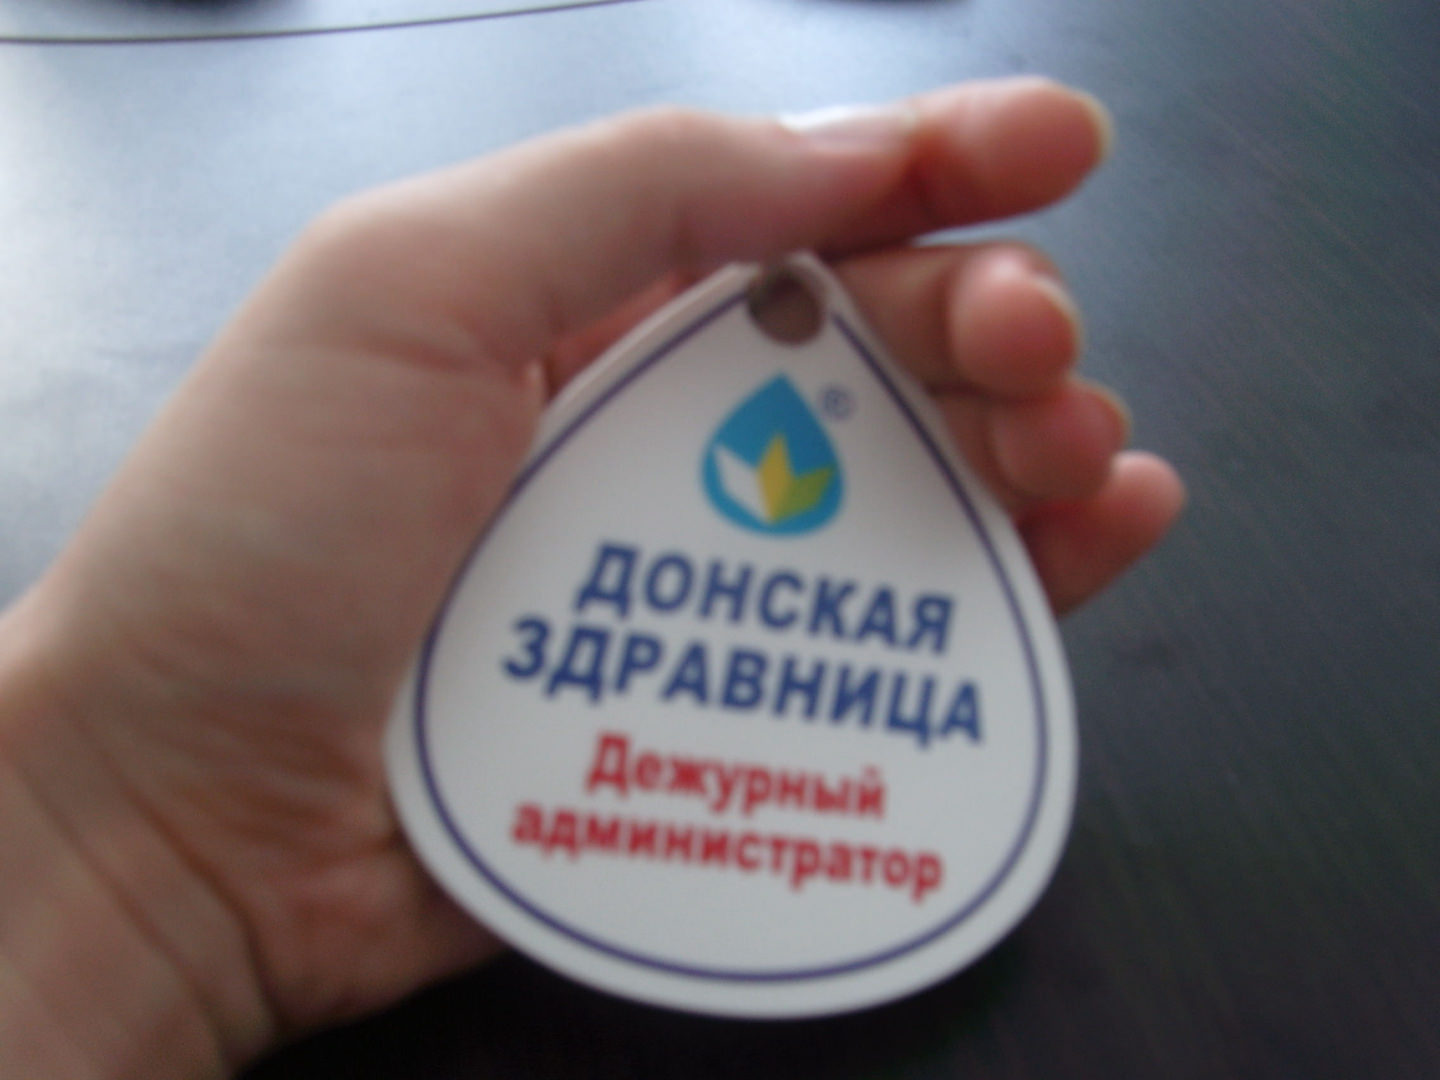 ®
ДОНСКАЯ
ЗДРАВНИЦА
Дежурный
администратор